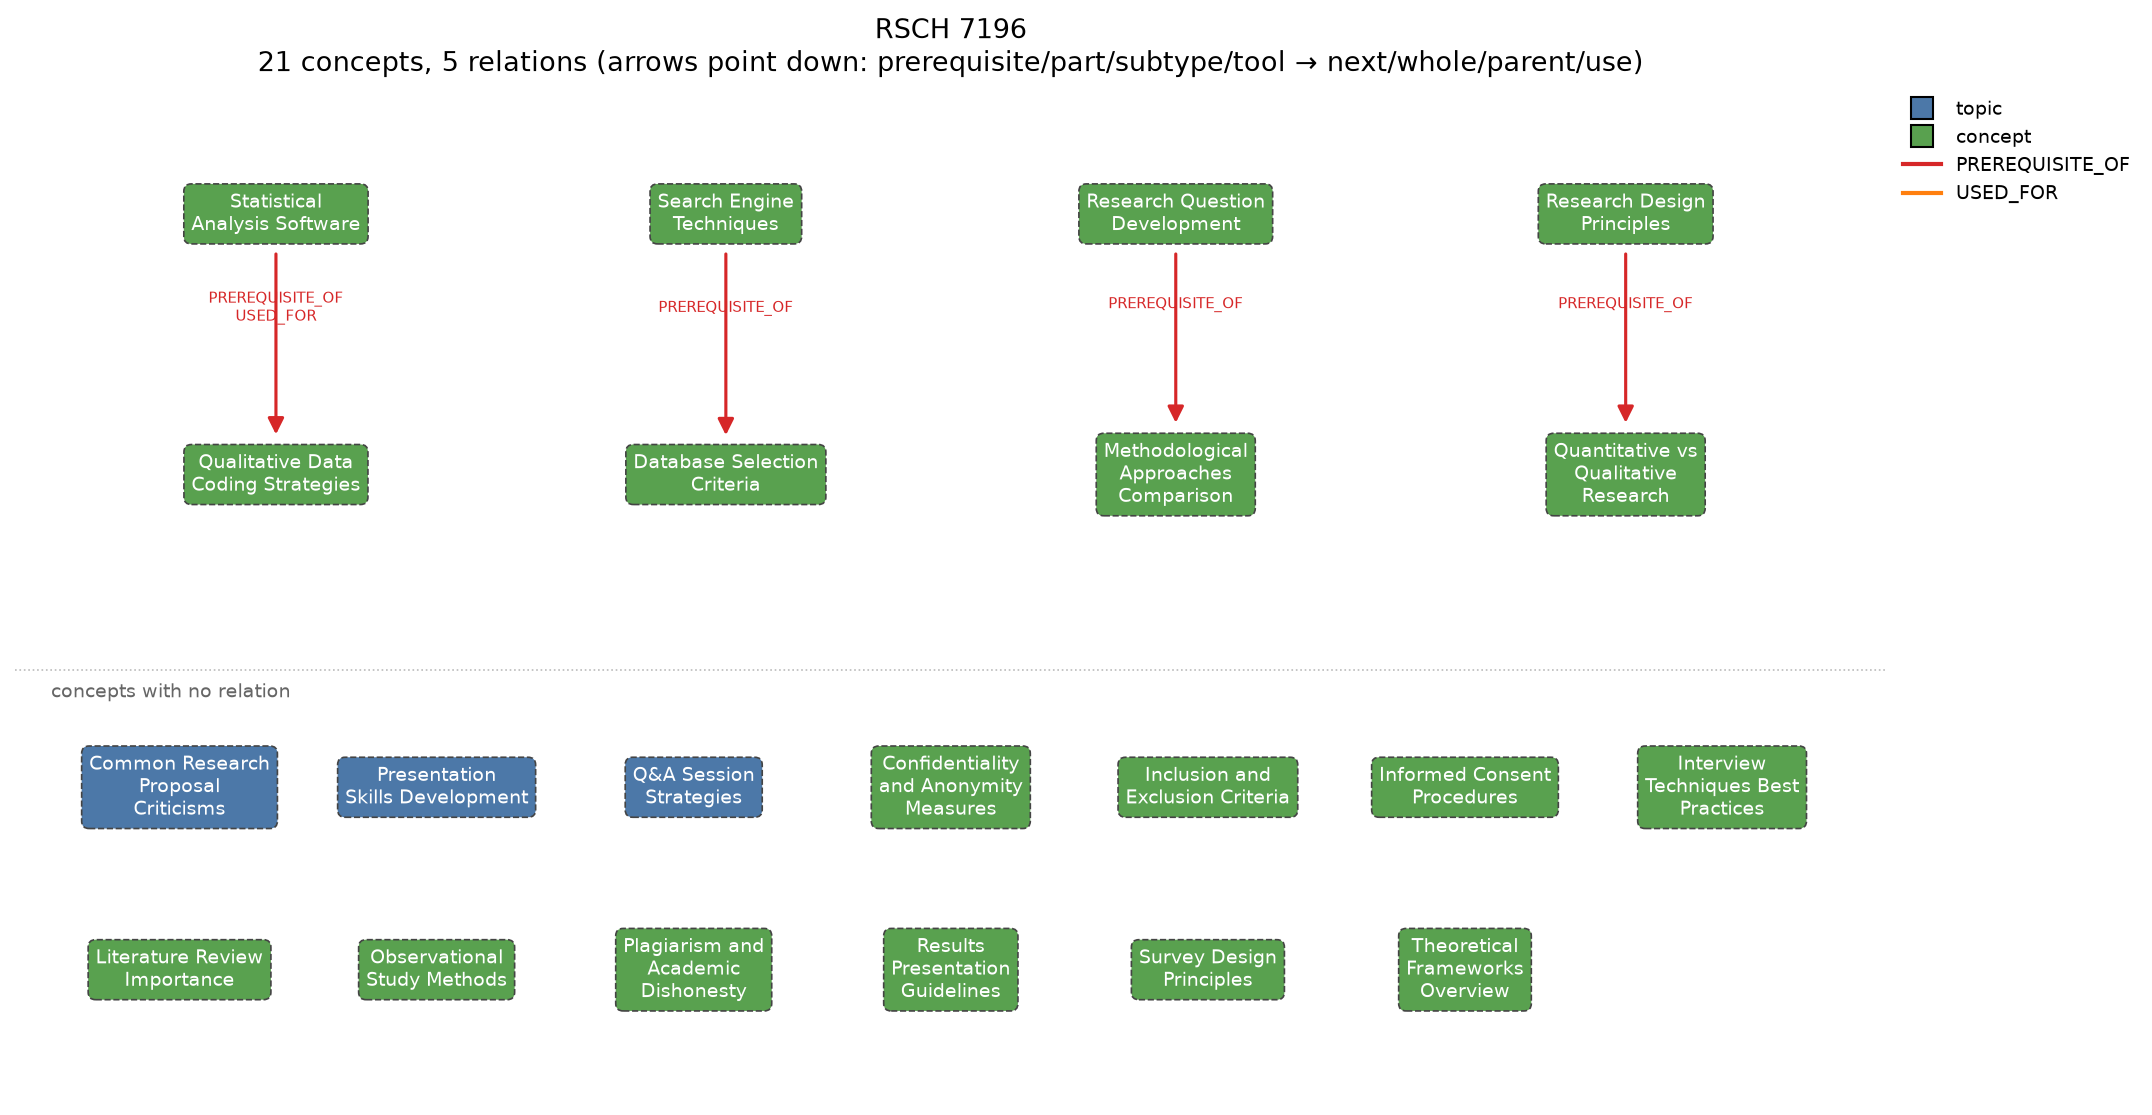 RSCH 7196
21 concepts, 5 relations (arrows point down: prerequisite/part/subtype/tool → next/whole/parent/use)
topic
concept
PREREQUISITE_OF
USED_FOR
Statistical
Analysis Software
Search Engine
Techniques
Research Question
Development
Research Design
Principles
PREREQUISITE_OF
USED_FOR
PREREQUISITE_OF
PREREQUISITE_OF
PREREQUISITE_OF
Qualitative Data
Coding Strategies
Database Selection
Criteria
Methodological
Approaches
Comparison
Quantitative vs
Qualitative
Research
concepts with no relation
Common Research
Proposal
Criticisms
Presentation
Skills Development
Q&A Session
Strategies
Confidentiality
and Anonymity
Measures
Inclusion and
Exclusion Criteria
Informed Consent
Procedures
Interview
Techniques Best
Practices
Literature Review
Importance
Observational
Study Methods
Plagiarism and
Academic
Dishonesty
Results
Presentation
Guidelines
Survey Design
Principles
Theoretical
Frameworks
Overview